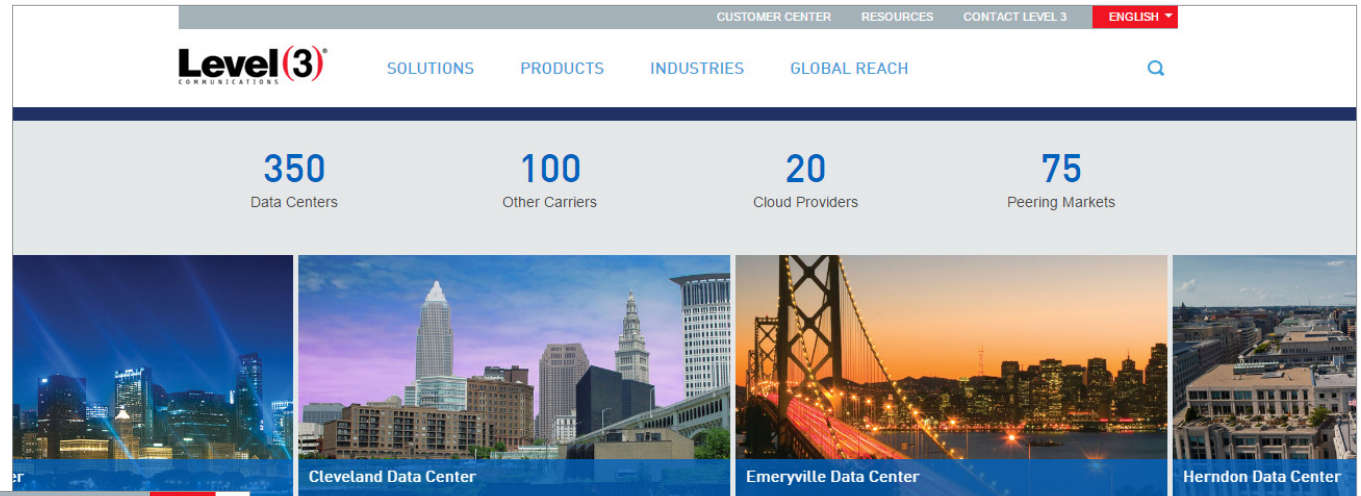 CUSTOMER CENTER RESOURCES CONTACT LEVEL 3 ENGLISH
Level(3)®
COMMUNICATIONS
SOLUTIONS PRODUCTS INDUSTRIES GLOBAL REACH
350 100 20 75
Data Centers Other Carriers Cloud Providers Peering Markets
er Cleveland Data Center Emeryville Data Center Herndon Data Center